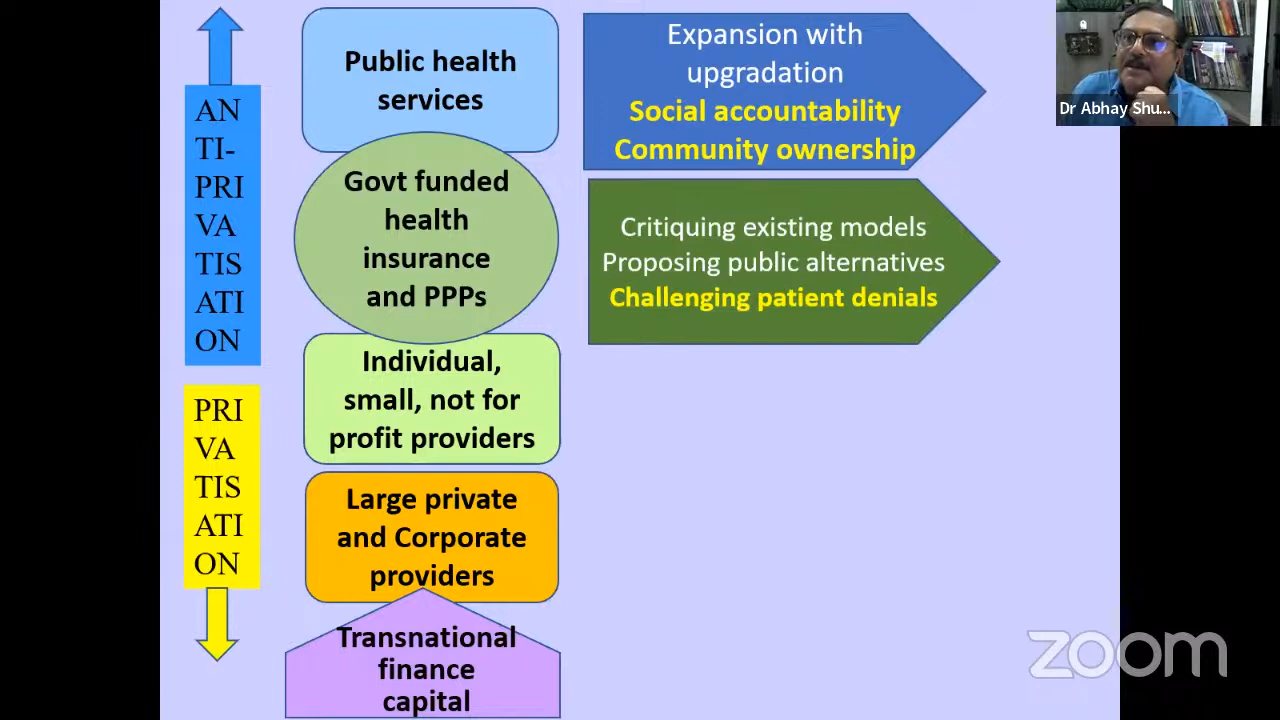 AN
TI-
PRI
VA
TIS
ATI
ON
PRI
VA
TIS
ATI
ON
Public health
services
Govt funded
health
insurance
and PPPs
Individual,
small, not for
profit providers
Large private
and Corporate
providers
Transnational
finance
capital
Expansion with
upgradation
Social accountability
Community ownership
Critiquing existing models
Proposing public alternatives
Challenging patient denials
Dr Abhay Shu...
zoom